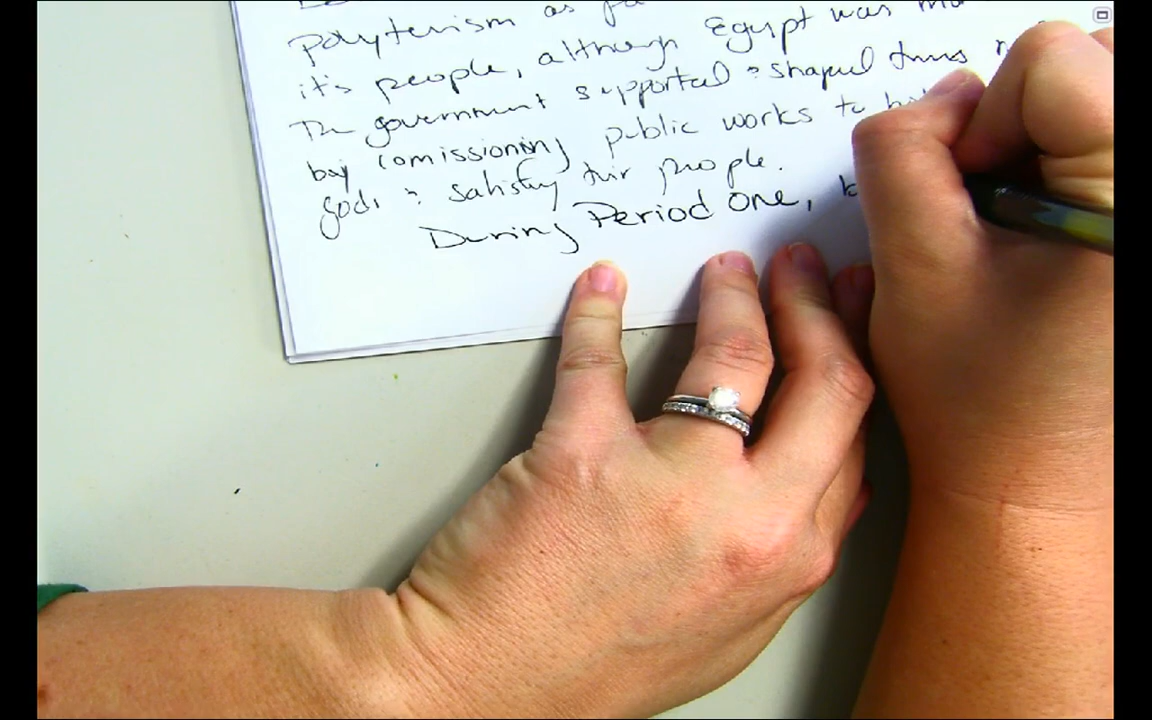 polyterism as
it's people, although Egypt was
The government supported & shaped
by comissioning public works to
gods & satisfy their people.
During Period One,